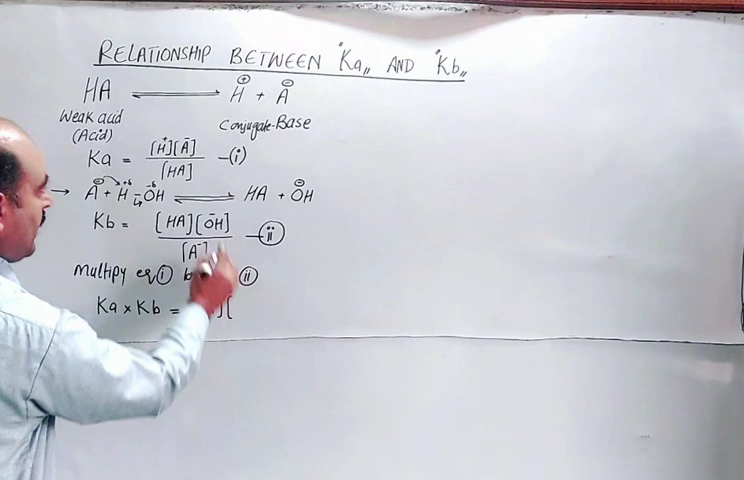 RELATIONSHIP BETWEEN "Ka" AND "Kb"
HA ⇌ H⊕ + A⊖
Weak acid
(Acid)
Conjugate-Base
Ka = [H⁺][A⁻] / [HA] —(i)
→ A⊖ + H⁺ᵟ–⁻ᵟOH ⇌ HA + OH⊖
Kb = [HA][OH⁻] / [A⁻] —(ii)
multipy eq (i) (ii)
Ka × Kb = ][